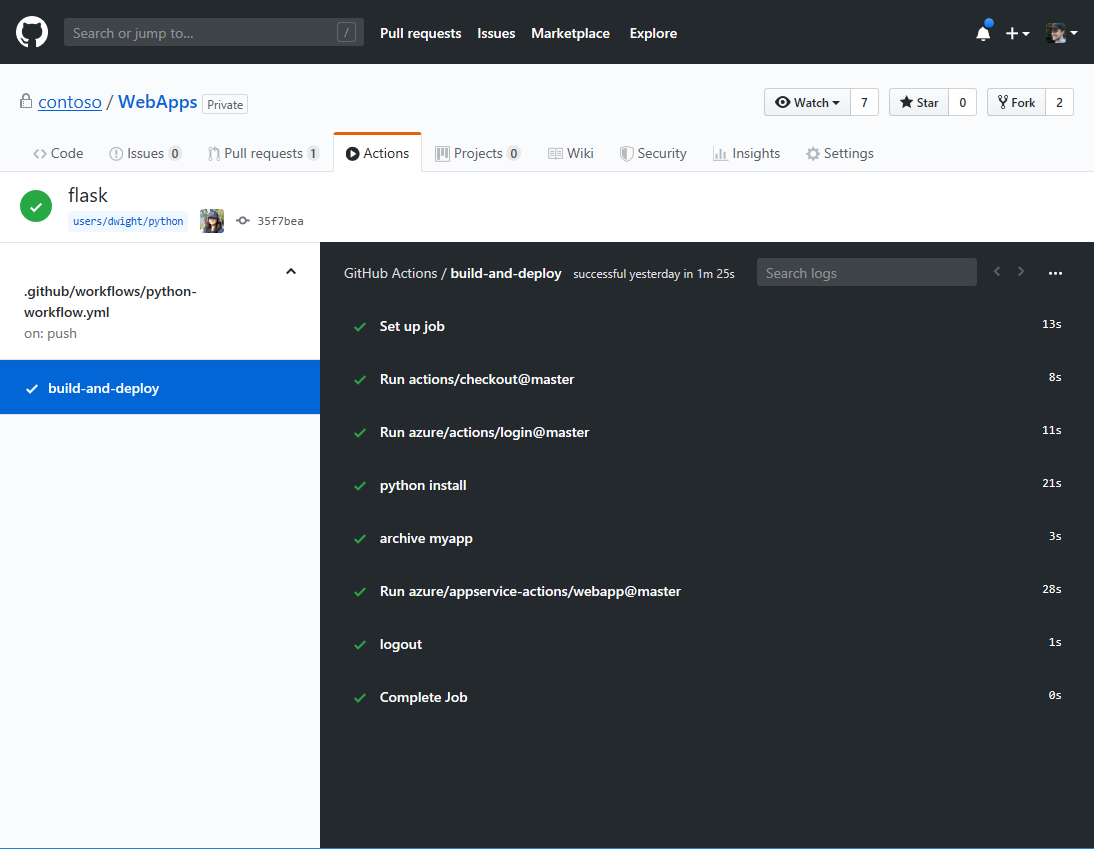 Search or jump to... / Pull requests Issues Marketplace Explore
contoso / WebApps Private Watch 7 Star 0 Fork 2
Code Issues 0 Pull requests 1 Actions Projects 0 Wiki Security Insights Settings
flask
users/dwight/python 35f7bea
.github/workflows/python-
workflow.yml
on: push
build-and-deploy
GitHub Actions / build-and-deploy successful yesterday in 1m 25s Search logs
Set up job 13s
Run actions/checkout@master 8s
Run azure/actions/login@master 11s
python install 21s
archive myapp 3s
Run azure/appservice-actions/webapp@master 28s
logout 1s
Complete Job 0s